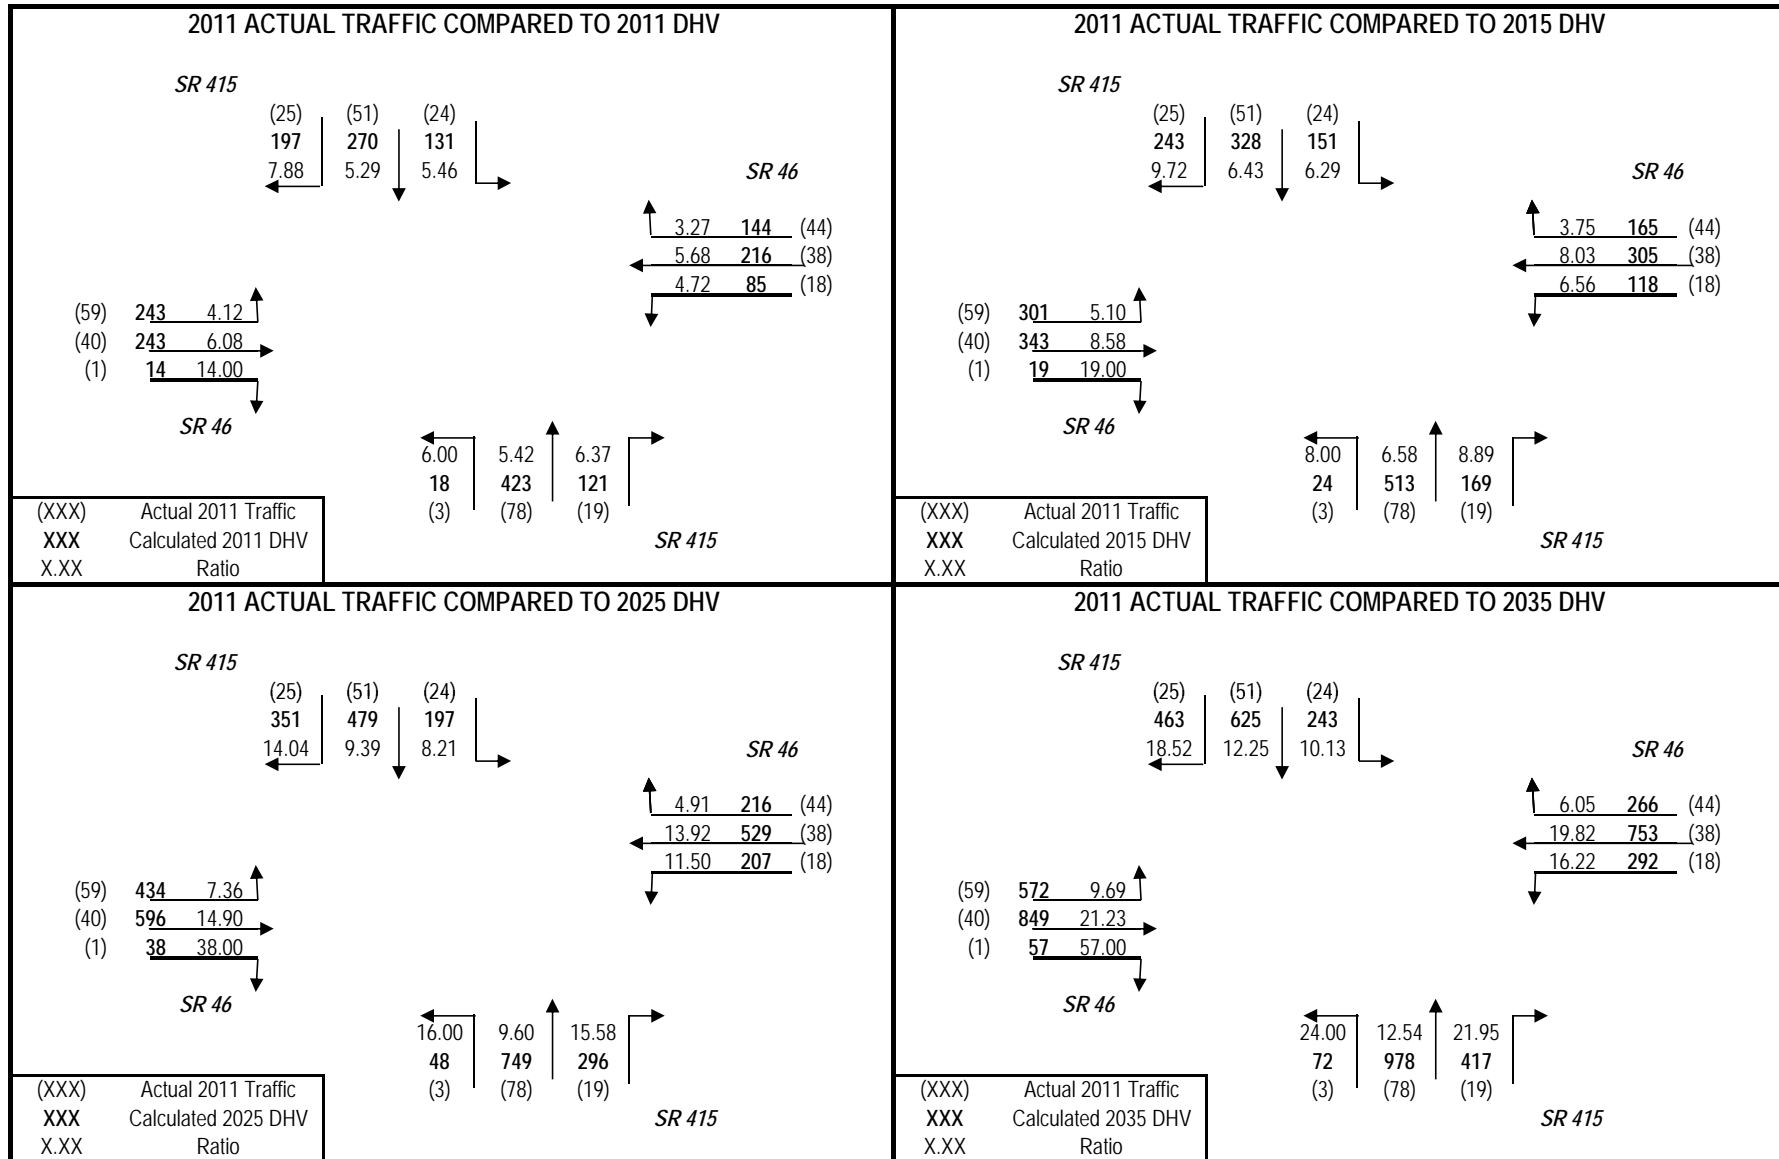 2011 ACTUAL TRAFFIC COMPARED TO 2011 DHV
SR 415
(25) (51) (24)
197 270 131
7.88 5.29 5.46
SR 46
3.27 144 (44)
5.68 216 (38)
4.72 85 (18)
(59) 243 4.12
(40) 243 6.08
(1) 14 14.00
SR 46
6.00 5.42 6.37
18 423 121
(3) (78) (19)
SR 415
(XXX) Actual 2011 Traffic
XXX Calculated 2011 DHV
X.XX Ratio
2011 ACTUAL TRAFFIC COMPARED TO 2015 DHV
SR 415
(25) (51) (24)
243 328 151
9.72 6.43 6.29
SR 46
3.75 165 (44)
8.03 305 (38)
6.56 118 (18)
(59) 301 5.10
(40) 343 8.58
(1) 19 19.00
SR 46
8.00 6.58 8.89
24 513 169
(3) (78) (19)
SR 415
(XXX) Actual 2011 Traffic
XXX Calculated 2015 DHV
X.XX Ratio
2011 ACTUAL TRAFFIC COMPARED TO 2025 DHV
SR 415
(25) (51) (24)
351 479 197
14.04 9.39 8.21
SR 46
4.91 216 (44)
13.92 529 (38)
11.50 207 (18)
(59) 434 7.36
(40) 596 14.90
(1) 38 38.00
SR 46
16.00 9.60 15.58
48 749 296
(3) (78) (19)
SR 415
(XXX) Actual 2011 Traffic
XXX Calculated 2025 DHV
X.XX Ratio
2011 ACTUAL TRAFFIC COMPARED TO 2035 DHV
SR 415
(25) (51) (24)
463 625 243
18.52 12.25 10.13
SR 46
6.05 266 (44)
19.82 753 (38)
16.22 292 (18)
(59) 572 9.69
(40) 849 21.23
(1) 57 57.00
SR 46
24.00 12.54 21.95
72 978 417
(3) (78) (19)
SR 415
(XXX) Actual 2011 Traffic
XXX Calculated 2035 DHV
X.XX Ratio